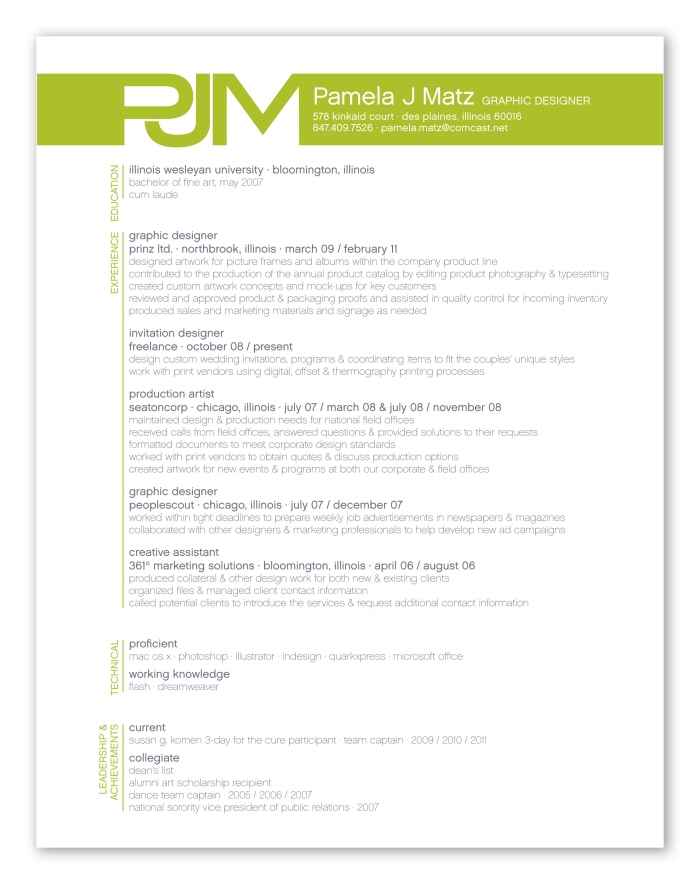 PJM
Pamela J Matz GRAPHIC DESIGNER
578 kinkaid court · des plaines, illinois 60016
847.409.7526 · pamela.matz@comcast.net
EDUCATION
illinois wesleyan university · bloomington, illinois
bachelor of fine art, may 2007
cum laude
EXPERIENCE
graphic designer
prinz ltd. · northbrook, illinois · march 09 / february 11
designed artwork for picture frames and albums within the company product line
contributed to the production of the annual product catalog by editing product photography & typesetting
created custom artwork concepts and mock-ups for key customers
reviewed and approved product & packaging proofs and assisted in quality control for incoming inventory
produced sales and marketing materials and signage as needed
invitation designer
freelance · october 08 / present
design custom wedding invitations, programs & coordinating items to fit the couples' unique styles
work with print vendors using digital, offset & thermography printing processes
production artist
seatoncorp · chicago, illinois · july 07 / march 08 & july 08 / november 08
maintained design & production needs for national field offices
received calls from field offices, answered questions & provided solutions to their requests
formatted documents to meet corporate design standards
worked with print vendors to obtain quotes & discuss production options
created artwork for new events & programs at both our corporate & field offices
graphic designer
peoplescout · chicago, illinois · july 07 / december 07
worked within tight deadlines to prepare weekly job advertisements in newspapers & magazines
collaborated with other designers & marketing professionals to help develop new ad campaigns
creative assistant
361° marketing solutions · bloomington, illinois · april 06 / august 06
produced collateral & other design work for both new & existing clients
organized files & managed client contact information
called potential clients to introduce the services & request additional contact information
TECHNICAL
proficient
mac os x · photoshop · illustrator · indesign · quarkxpress · microsoft office
working knowledge
flash · dreamweaver
LEADERSHIP &
ACHIEVEMENTS
current
susan g. komen 3-day for the cure participant · team captain · 2009 / 2010 / 2011
collegiate
dean's list
alumni art scholarship recipient
dance team captain · 2005 / 2006 / 2007
national sorority vice president of public relations · 2007